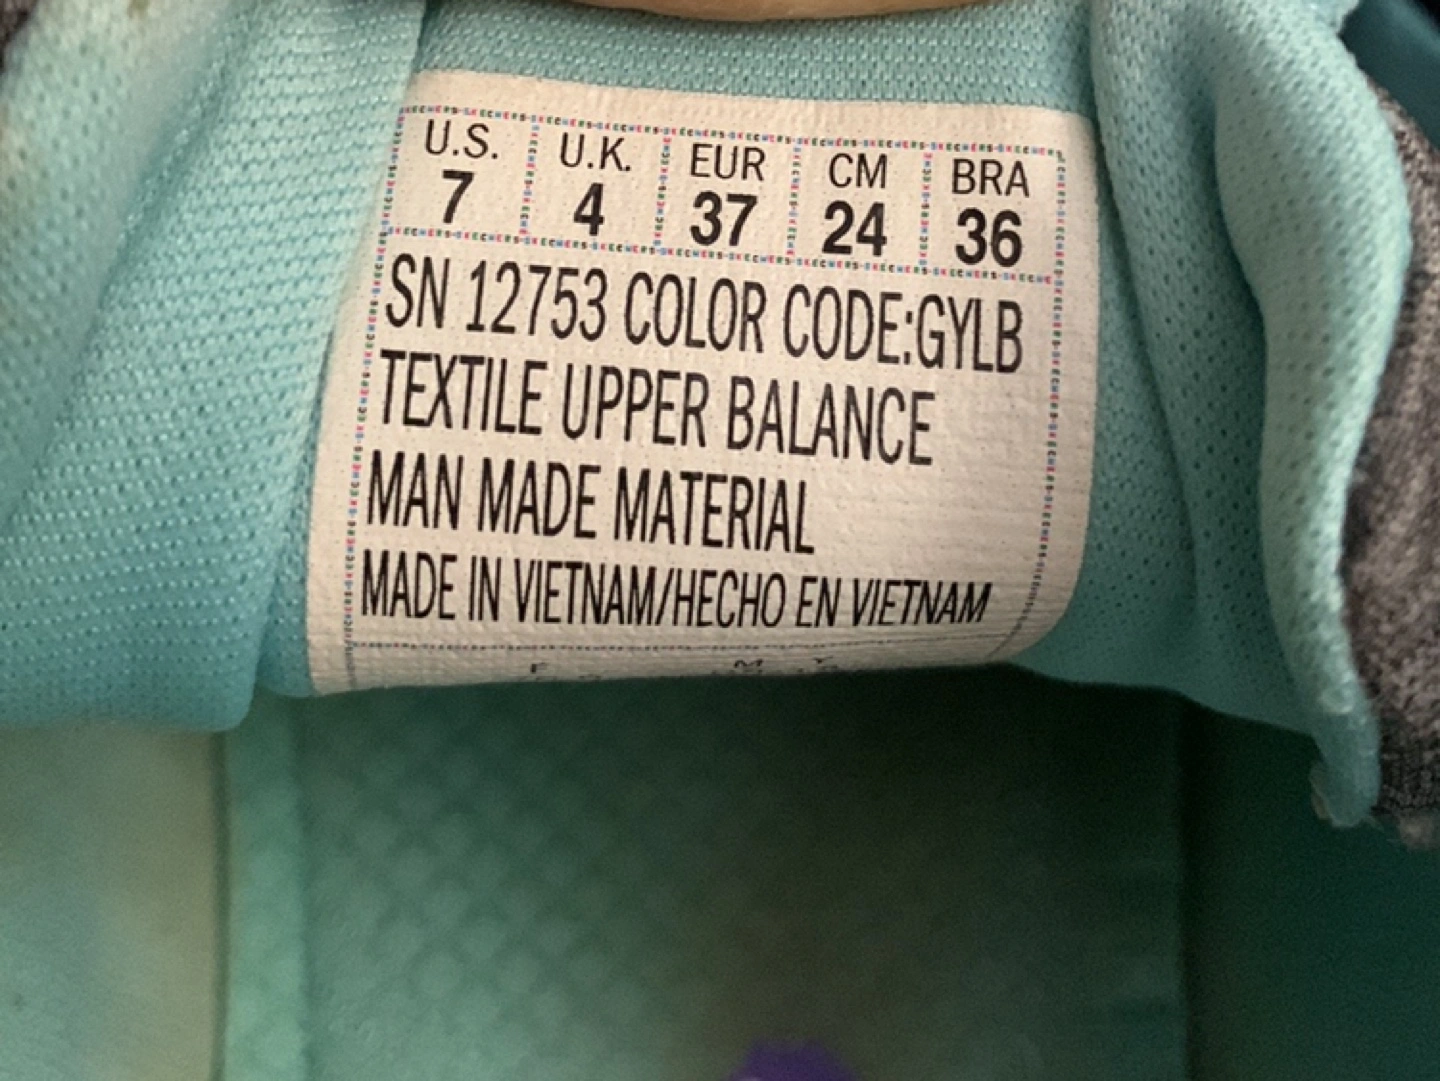 U.S. U.K. EUR CM BRA
7 4 37 24 36
SN 12753 COLOR CODE:GYLB
TEXTILE UPPER BALANCE
MAN MADE MATERIAL
MADE IN VIETNAM/HECHO EN VIETNAM